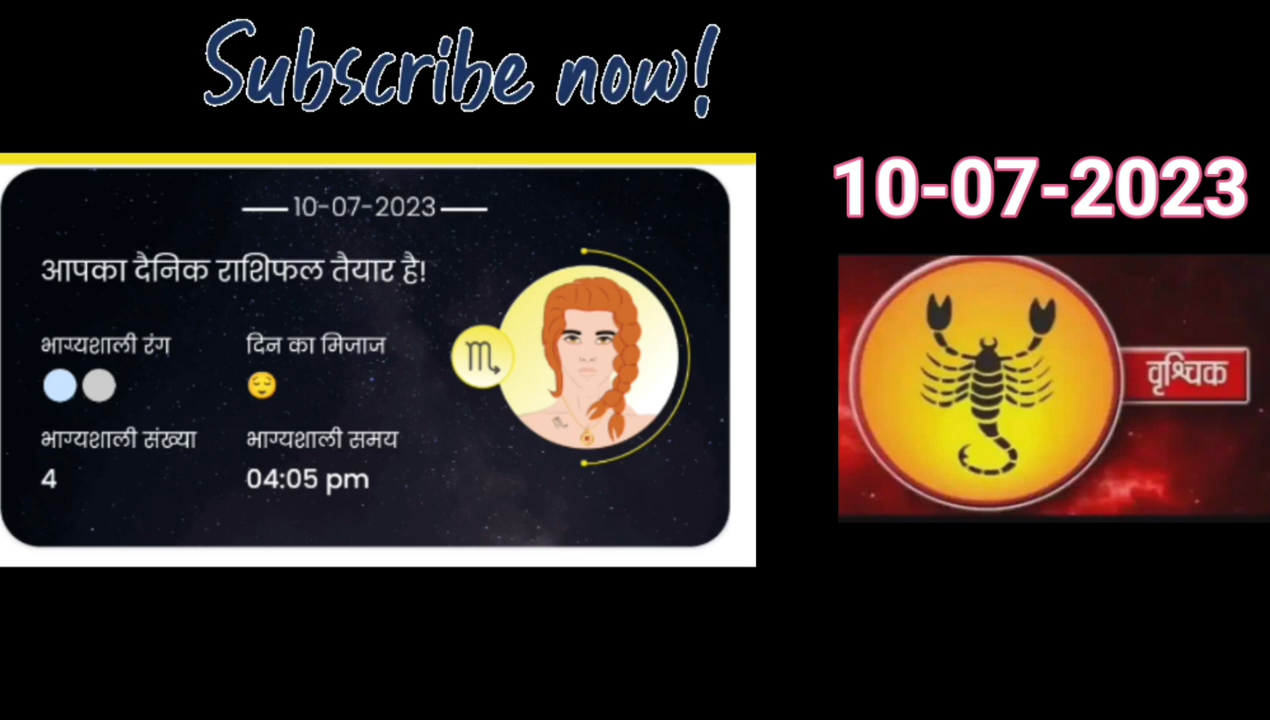 Subscribe now!
10-07-2023
आपका दैनिक राशिफल तैयार है!
भाग्यशाली रंग
दिन का मिजाज
भाग्यशाली संख्या
भाग्यशाली समय
4
04:05 pm
10-07-2023
वृश्चिक